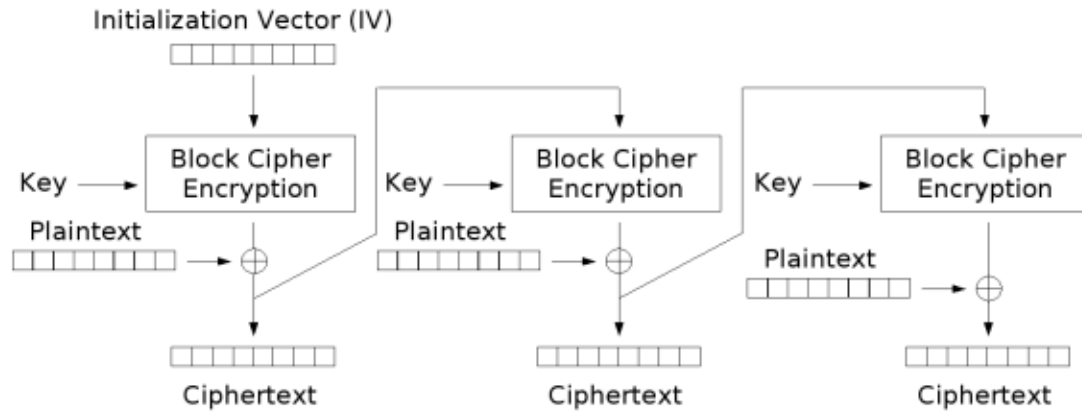 Initialization Vector (IV)
Block Cipher
Encryption
Block Cipher
Encryption
Block Cipher
Encryption
Key
Key
Key
Plaintext
Plaintext
Plaintext
Ciphertext
Ciphertext
Ciphertext